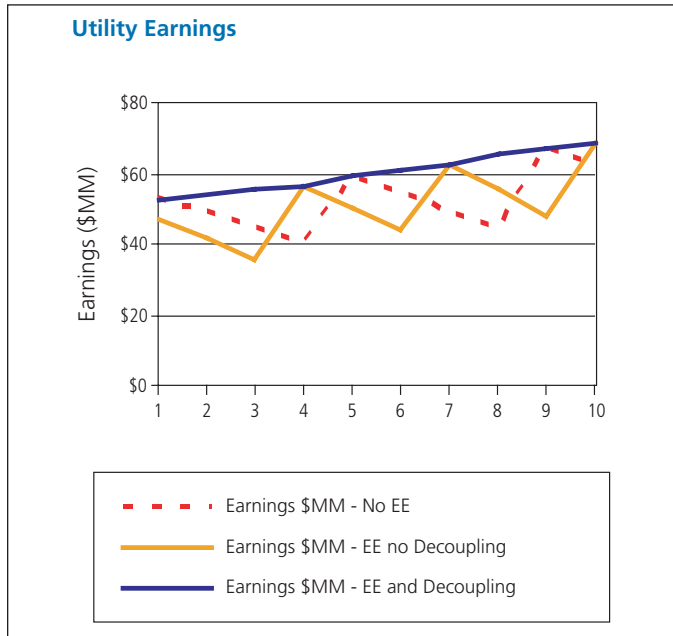 Utility Earnings
$80
$60
$40
$20
$0
Earnings ($MM)
1 2 3 4 5 6 7 8 9 10
Earnings $MM - No EE
Earnings $MM - EE no Decoupling
Earnings $MM - EE and Decoupling